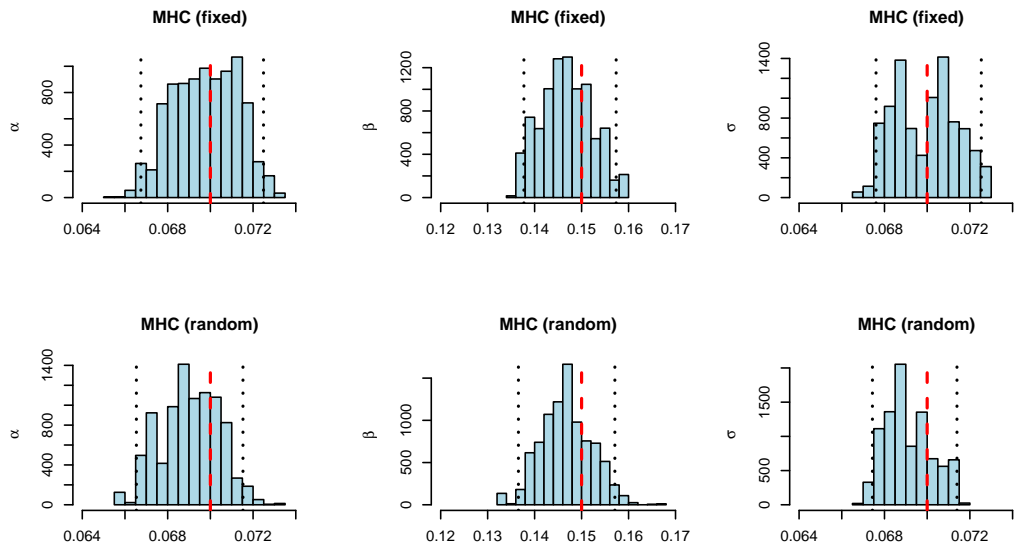 MHC (fixed)
α
0 400 800
0.064 0.068 0.072
MHC (fixed)
β
0 400 800 1200
0.12 0.13 0.14 0.15 0.16 0.17
MHC (fixed)
σ
0 400 800 1400
0.064 0.068 0.072
MHC (random)
α
0 400 800 1400
0.064 0.068 0.072
MHC (random)
β
0 500 1000
0.12 0.13 0.14 0.15 0.16 0.17
MHC (random)
σ
0 500 1500
0.064 0.068 0.072